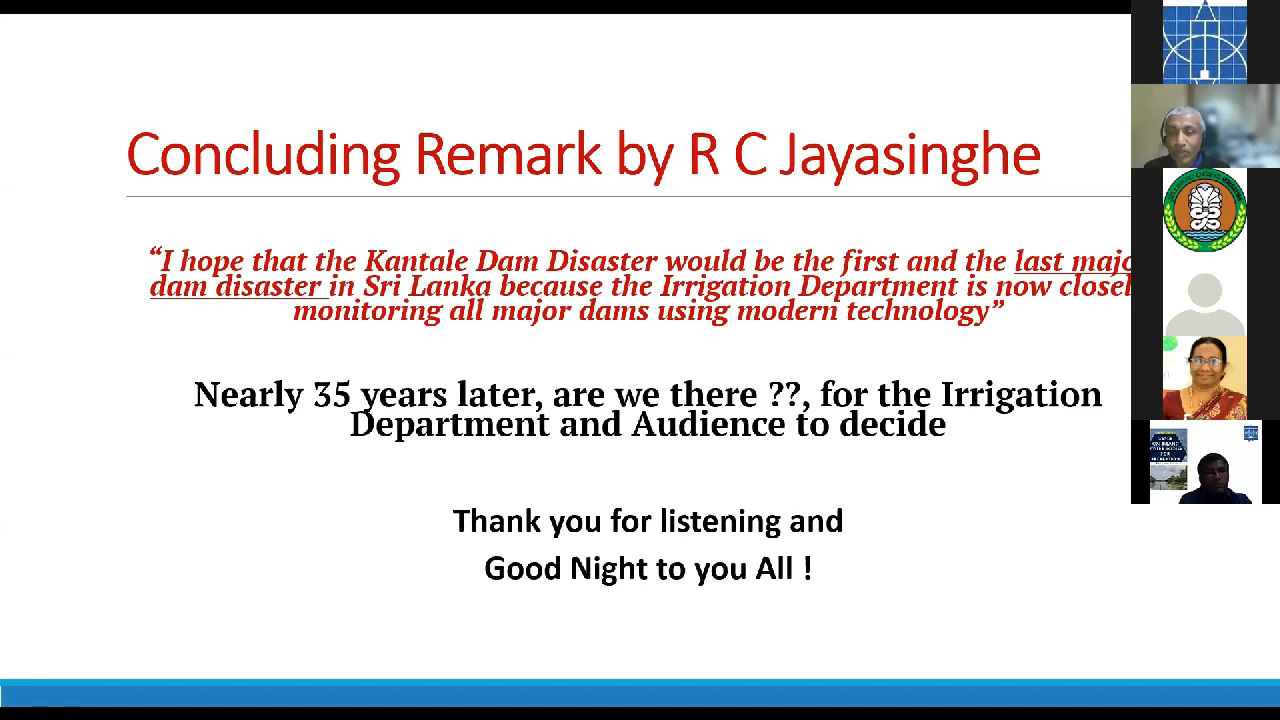 Concluding Remark by R C Jayasinghe
“I hope that the Kantale Dam Disaster would be the first and the last majo
dam disaster in Sri Lanka because the Irrigation Department is now closel
monitoring all major dams using modern technology”
Nearly 35 years later, are we there ??, for the Irrigation
Department and Audience to decide
Thank you for listening and
Good Night to you All !